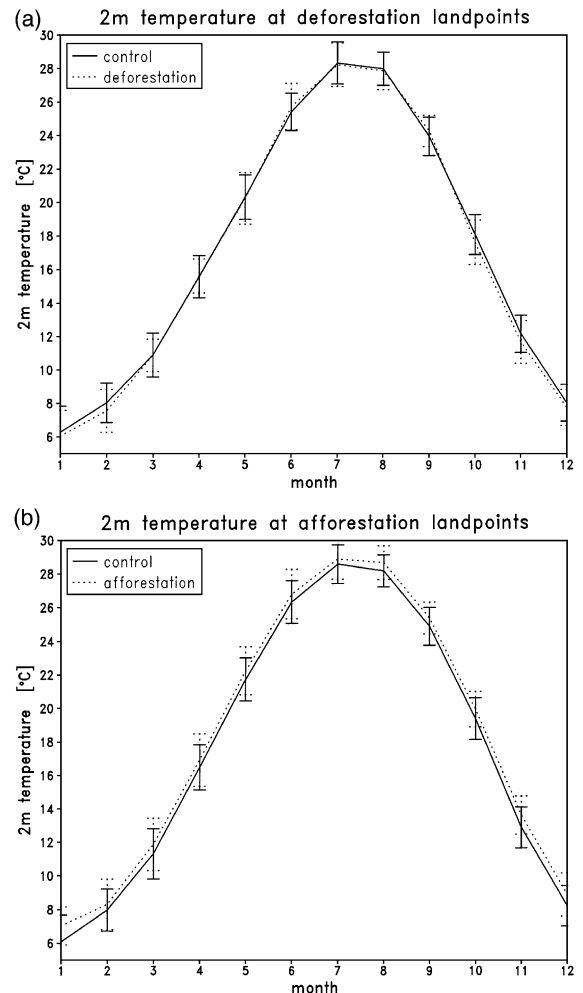 (a)
2m temperature at deforestation landpoints
30
28
26
24
22
20
18
16
14
12
10
8
6
control
deforestation
2m temperature [°C]
1 2 3 4 5 6 7 8 9 10 11 12
month
(b)
2m temperature at afforestation landpoints
30
28
26
24
22
20
18
16
14
12
10
8
6
control
afforestation
2m temperature [°C]
1 2 3 4 5 6 7 8 9 10 11 12
month